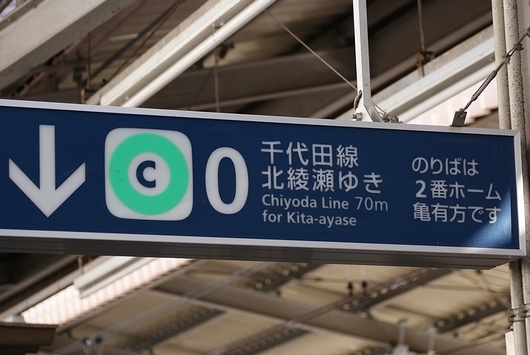 C
0
千代田線
北綾瀬ゆき
Chiyoda Line 70m
for Kita-ayase
のりばは
2番ホーム
亀有方です